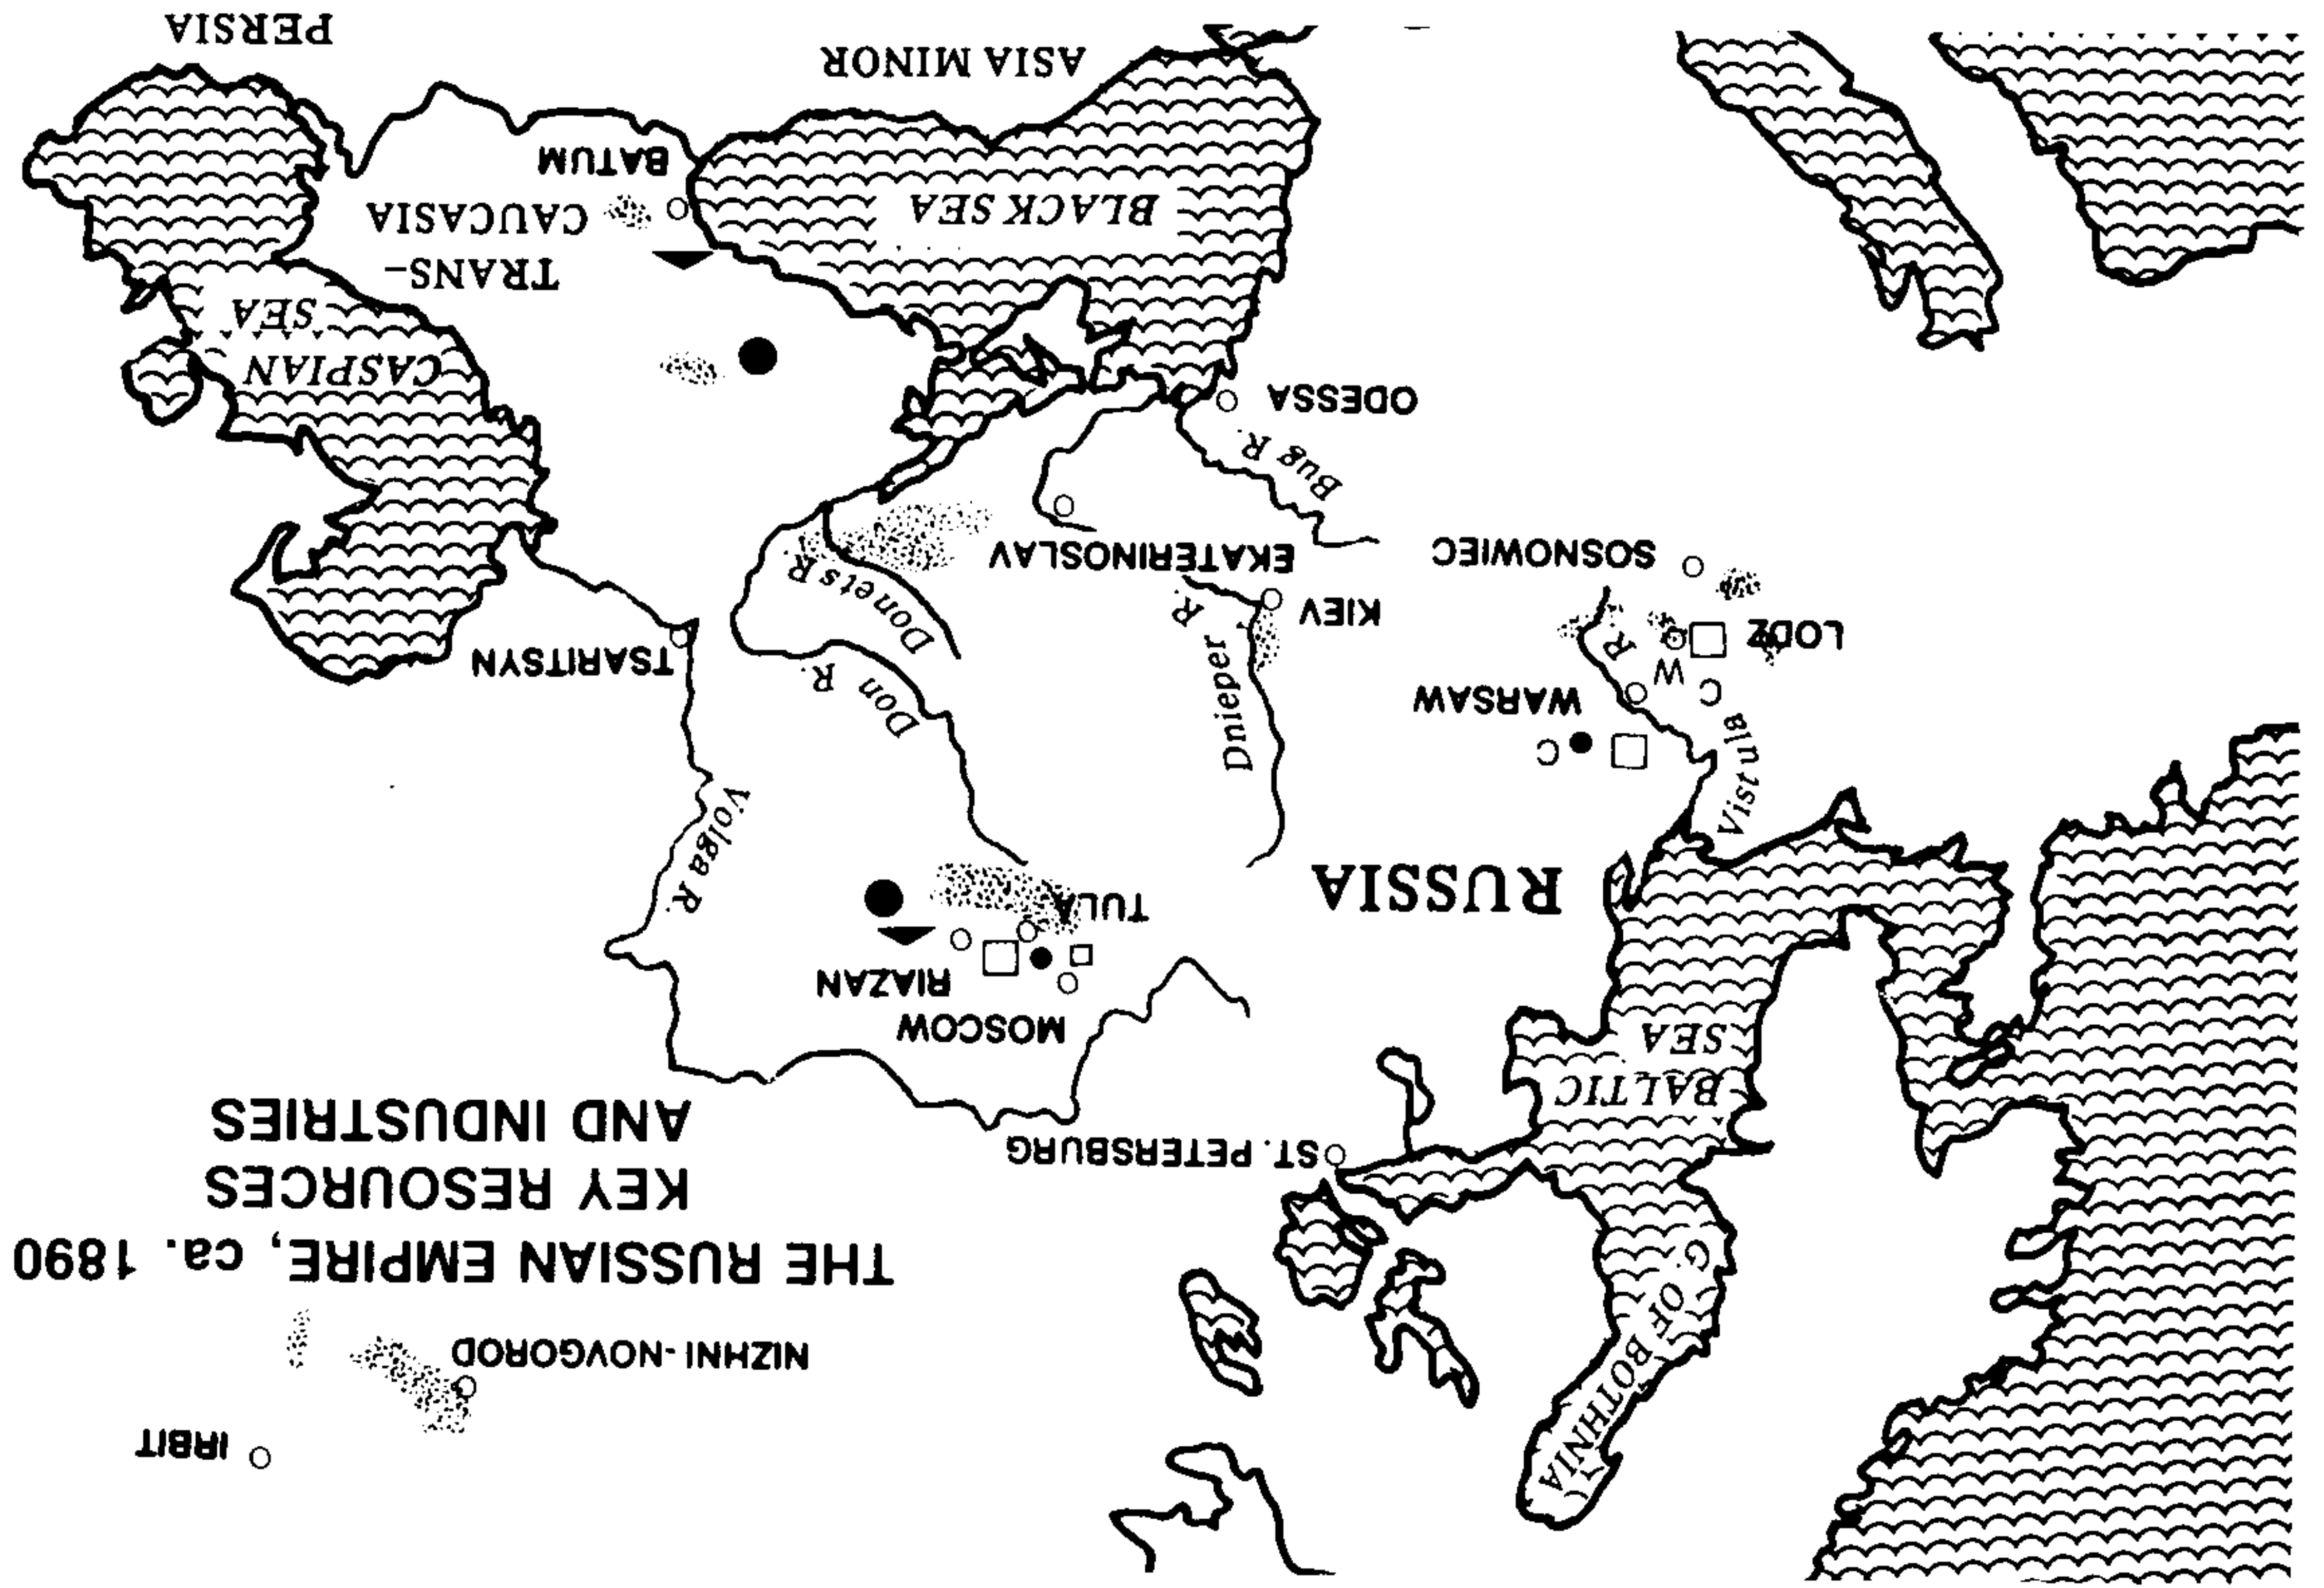 IRBIT
NIZHNI-NOVGOROD
THE RUSSIAN EMPIRE, ca. 1890
KEY RESOURCES
AND INDUSTRIES
G. OF BOTHNIA
ST. PETERSBURG
BALTIC
SEA
MOSCOW
RIAZAN
TULA
RUSSIA
Volga R.
Vistula R.
C
WARSAW
C
W
LODZ
Dnieper R.
Don R.
TSARITSYN
Donets R.
KIEV
SOSNOWIEC
EKATERINOSLAV
Bug R.
ODESSA
CASPIAN
SEA
TRANS-
CAUCASIA
BLACK SEA
BATUM
ASIA MINOR
PERSIA